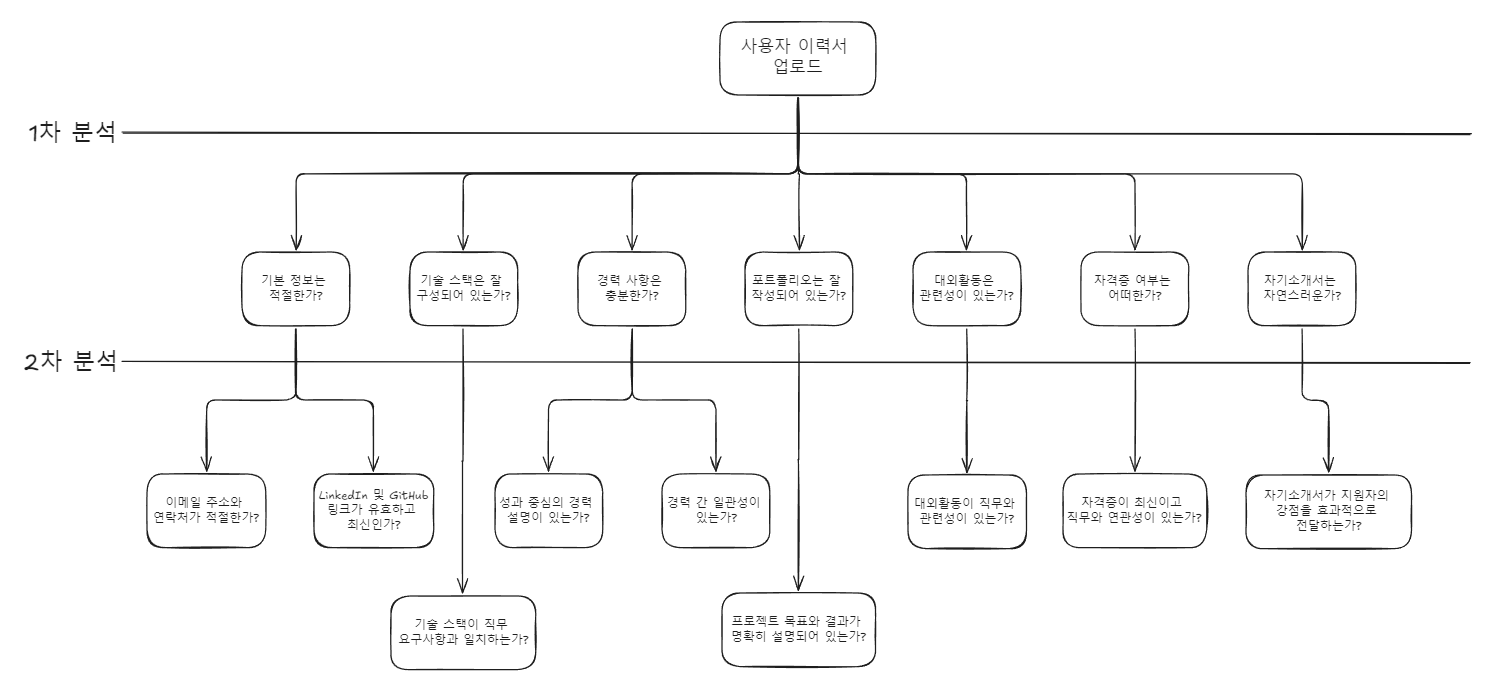 사용자 이력서
업로드
1차 분석
기본 정보는
적절한가?
기술 스택은 잘
구성되어 있는가?
경력 사항은
충분한가?
포트폴리오는 잘
작성되어 있는가?
대외활동은
관련성이 있는가?
자격증 여부는
어떠한가?
자기소개서는
자연스러운가?
2차 분석
이메일 주소와
연락처가 적절한가?
LinkedIn 및 GitHub
링크가 유효하고
최신인가?
성과 중심의 경력
설명이 있는가?
경력 간 일관성이
있는가?
대외활동이 직무와
관련성이 있는가?
자격증이 최신이고
직무와 연관성이 있는가?
자기소개서가 지원자의
강점을 효과적으로
전달하는가?
기술 스택이 직무
요구사항과 일치하는가?
프로젝트 목표와 결과가
명확히 설명되어 있는가?